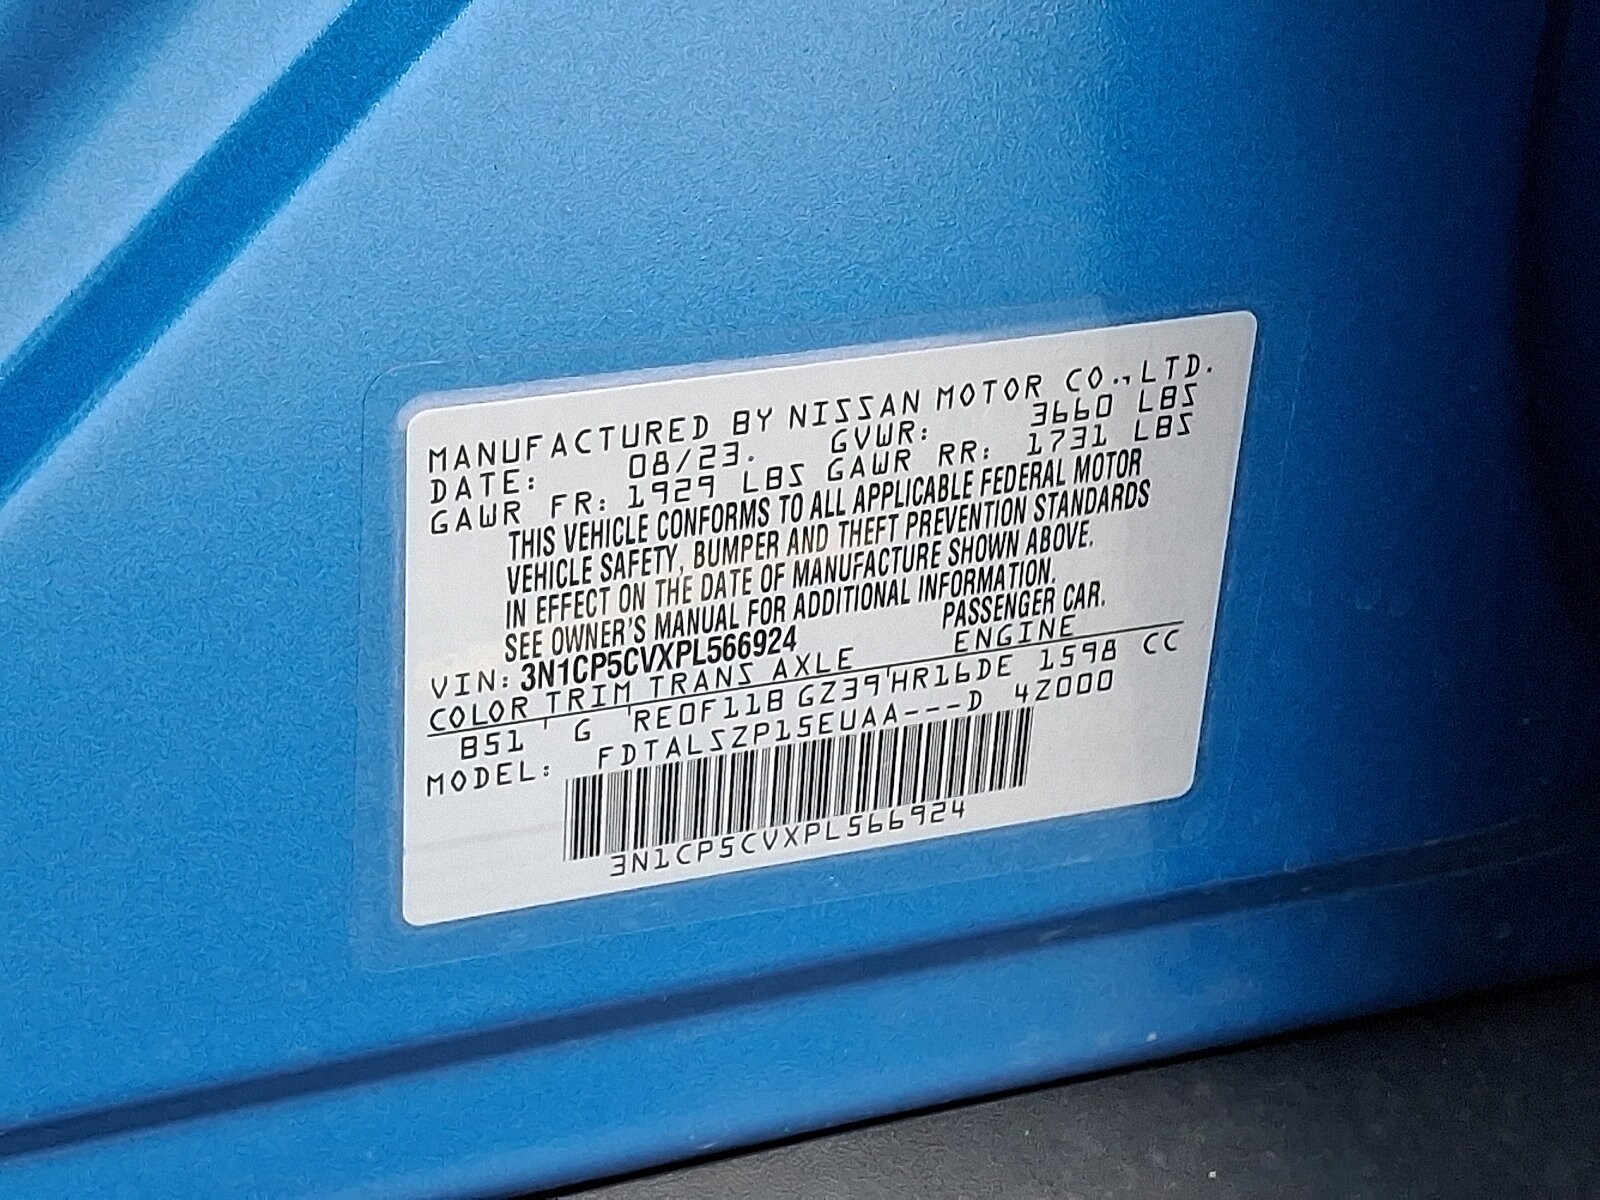 MANUFACTURED BY NISSAN MOTOR CO.,LTD.
DATE: 08/23. GVWR: 3660 LBS
GAWR FR: 1929 LBS GAWR RR: 1731 LBS
THIS VEHICLE CONFORMS TO ALL APPLICABLE FEDERAL MOTOR
VEHICLE SAFETY, BUMPER AND THEFT PREVENTION STANDARDS
IN EFFECT ON THE DATE OF MANUFACTURE SHOWN ABOVE.
SEE OWNER'S MANUAL FOR ADDITIONAL INFORMATION.
PASSENGER CAR.
VIN: 3N1CP5CVXPL566924
COLOR TRIM TRANS AXLE ENGINE
B51 G RE0F11B GZ39 HR16DE 1598 CC
MODEL: FDTALSZP15EUAA---D 4Z000
3N1CP5CVXPL566924